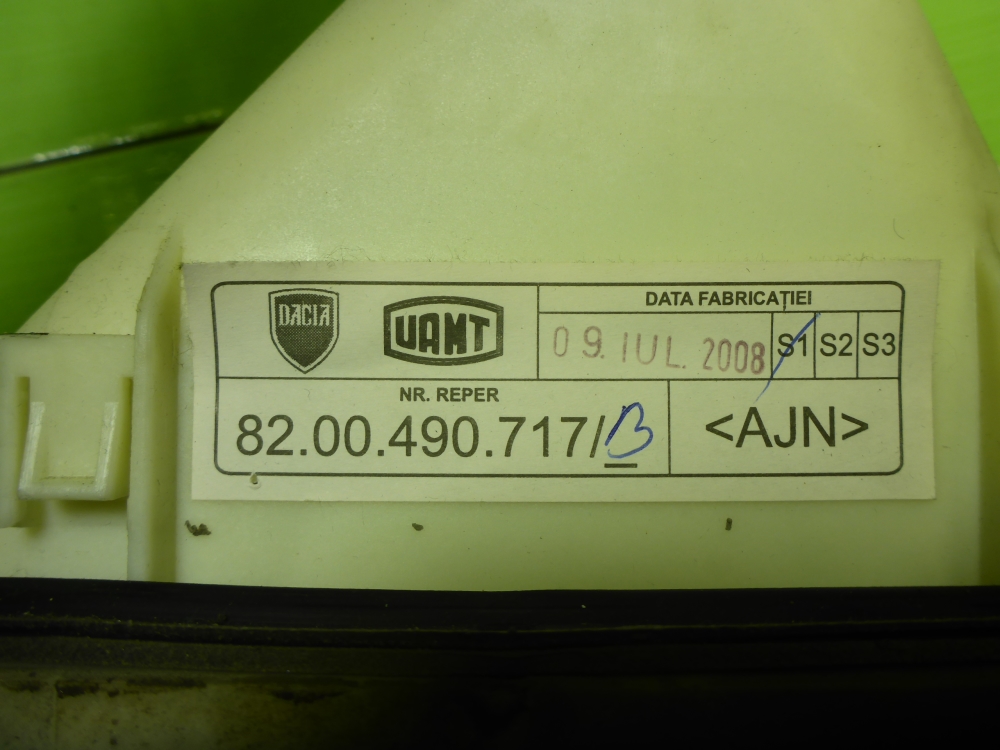 DACIA
UAMT
DATA FABRICAȚIEI
09. IUL. 2008 S1 S2 S3
NR. REPER
82.00.490.717/B
<AJN>